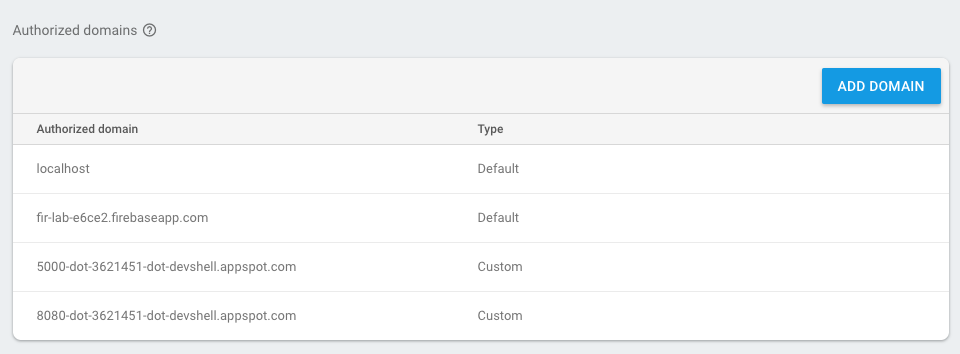 Authorized domains ?
ADD DOMAIN
Authorized domain Type
localhost Default
fir-lab-e6ce2.firebaseapp.com Default
5000-dot-3621451-dot-devshell.appspot.com Custom
8080-dot-3621451-dot-devshell.appspot.com Custom